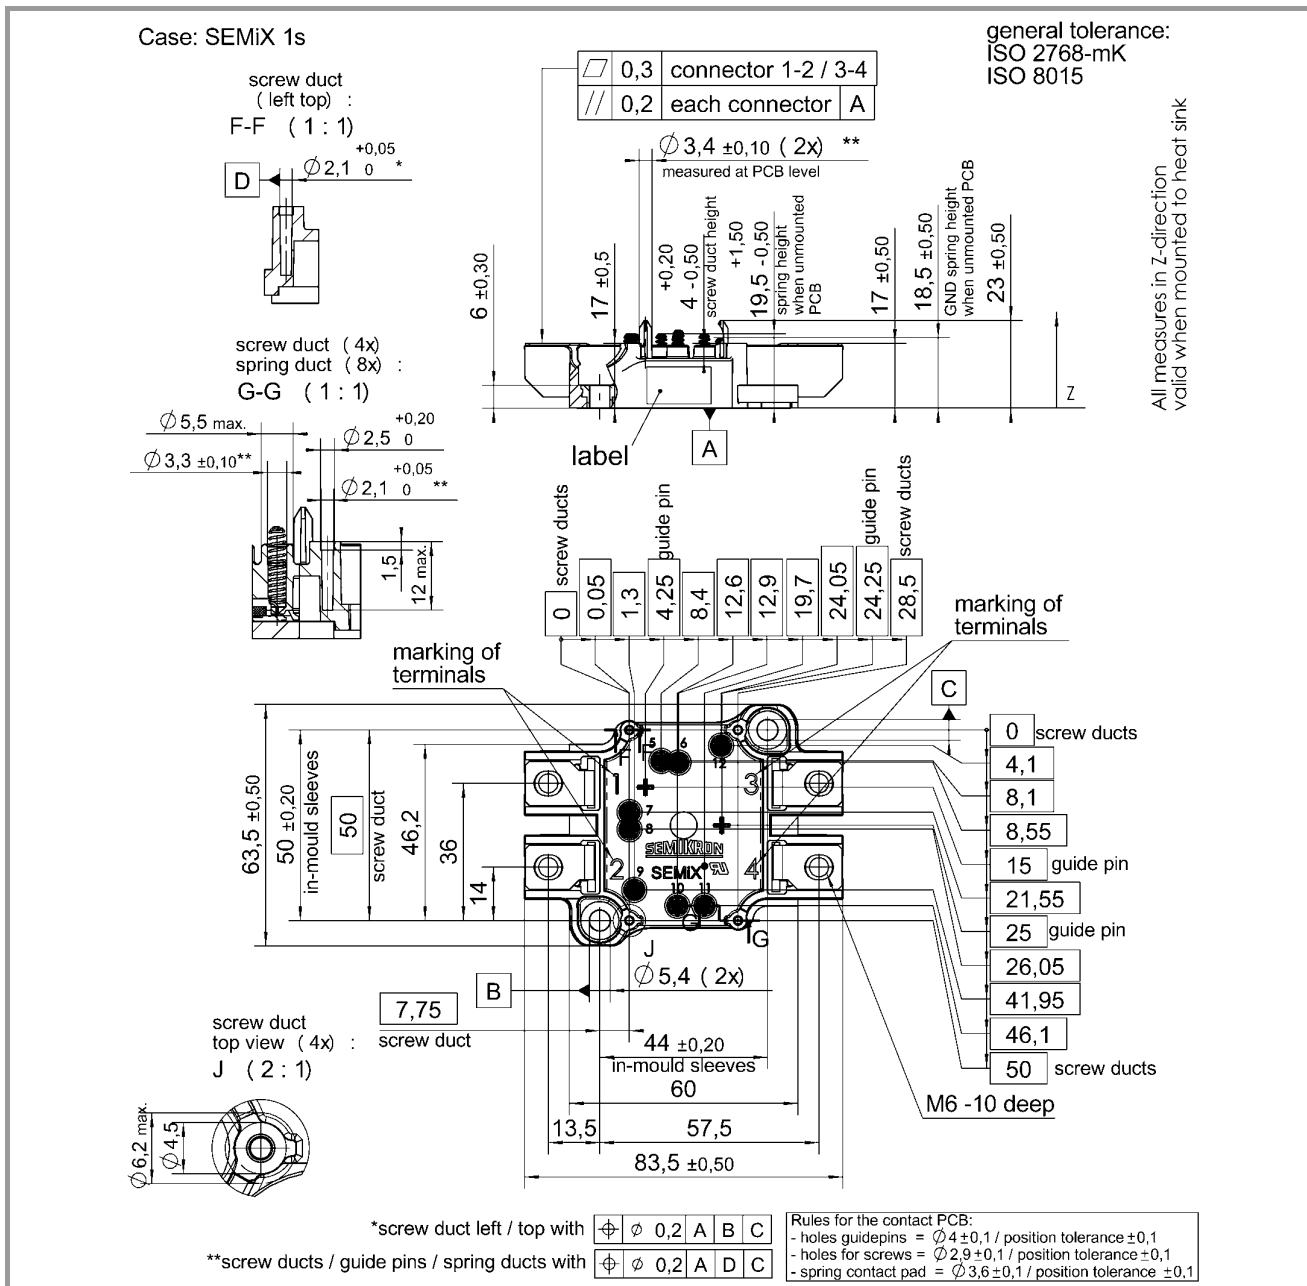 Case: SEMiX 1s
general tolerance:
ISO 2768-mK
ISO 8015
screw duct
( left top) :
F-F ( 1 : 1)
D
Ø2,1 +0,05 0 *
▱ 0,3 connector 1-2 / 3-4
// 0,2 each connector A
Ø3,4 ±0,10 ( 2x) **
measured at PCB level
6 ±0,30
17 ±0,5
+0,20
4 -0,50
screw duct height
+1,50
19,5 -0,50
spring height
when unmounted
PCB
17 ±0,50
18,5 ±0,50
GND spring height
when unmounted PCB
23 ±0,50
Z
All measures in Z-direction
valid when mounted to heat sink
label
A
screw duct ( 4x)
spring duct ( 8x) :
G-G ( 1 : 1)
Ø5,5 max.
Ø2,5 +0,20 0
Ø3,3 ±0,10**
Ø2,1 +0,05 0 **
1,5
12 max.
screw ducts
guide pin
guide pin
screw ducts
0
0,05
1,3
4,25
8,4
12,6
12,9
19,7
24,05
24,25
28,5
marking of
terminals
marking of
terminals
C
63,5 ±0,50
50 ±0,20
in-mould sleeves
50
screw duct
46,2
36
14
F
F
5
6
12
1
3
7
8
SEMIKRON
2
SEMiX
4
9
10
11
G
G
J
0 screw ducts
4,1
8,1
8,55
15 guide pin
21,55
25 guide pin
26,05
41,95
46,1
50 screw ducts
B
Ø5,4 ( 2x)
7,75
screw duct
44 ±0,20
in-mould sleeves
60
M6 -10 deep
13,5
57,5
83,5 ±0,50
screw duct
top view ( 4x) :
J ( 2 : 1)
Ø6,2 max.
Ø4,5
*screw duct left / top with ⌖ ø 0,2 A B C
**screw ducts / guide pins / spring ducts with ⌖ ø 0,2 A D C
Rules for the contact PCB:
- holes guidepins = Ø4±0,1 / position tolerance ±0,1
- holes for screws = Ø2,9±0,1 / position tolerance ±0,1
- spring contact pad = Ø3,6±0,1 / position tolerance ±0,1